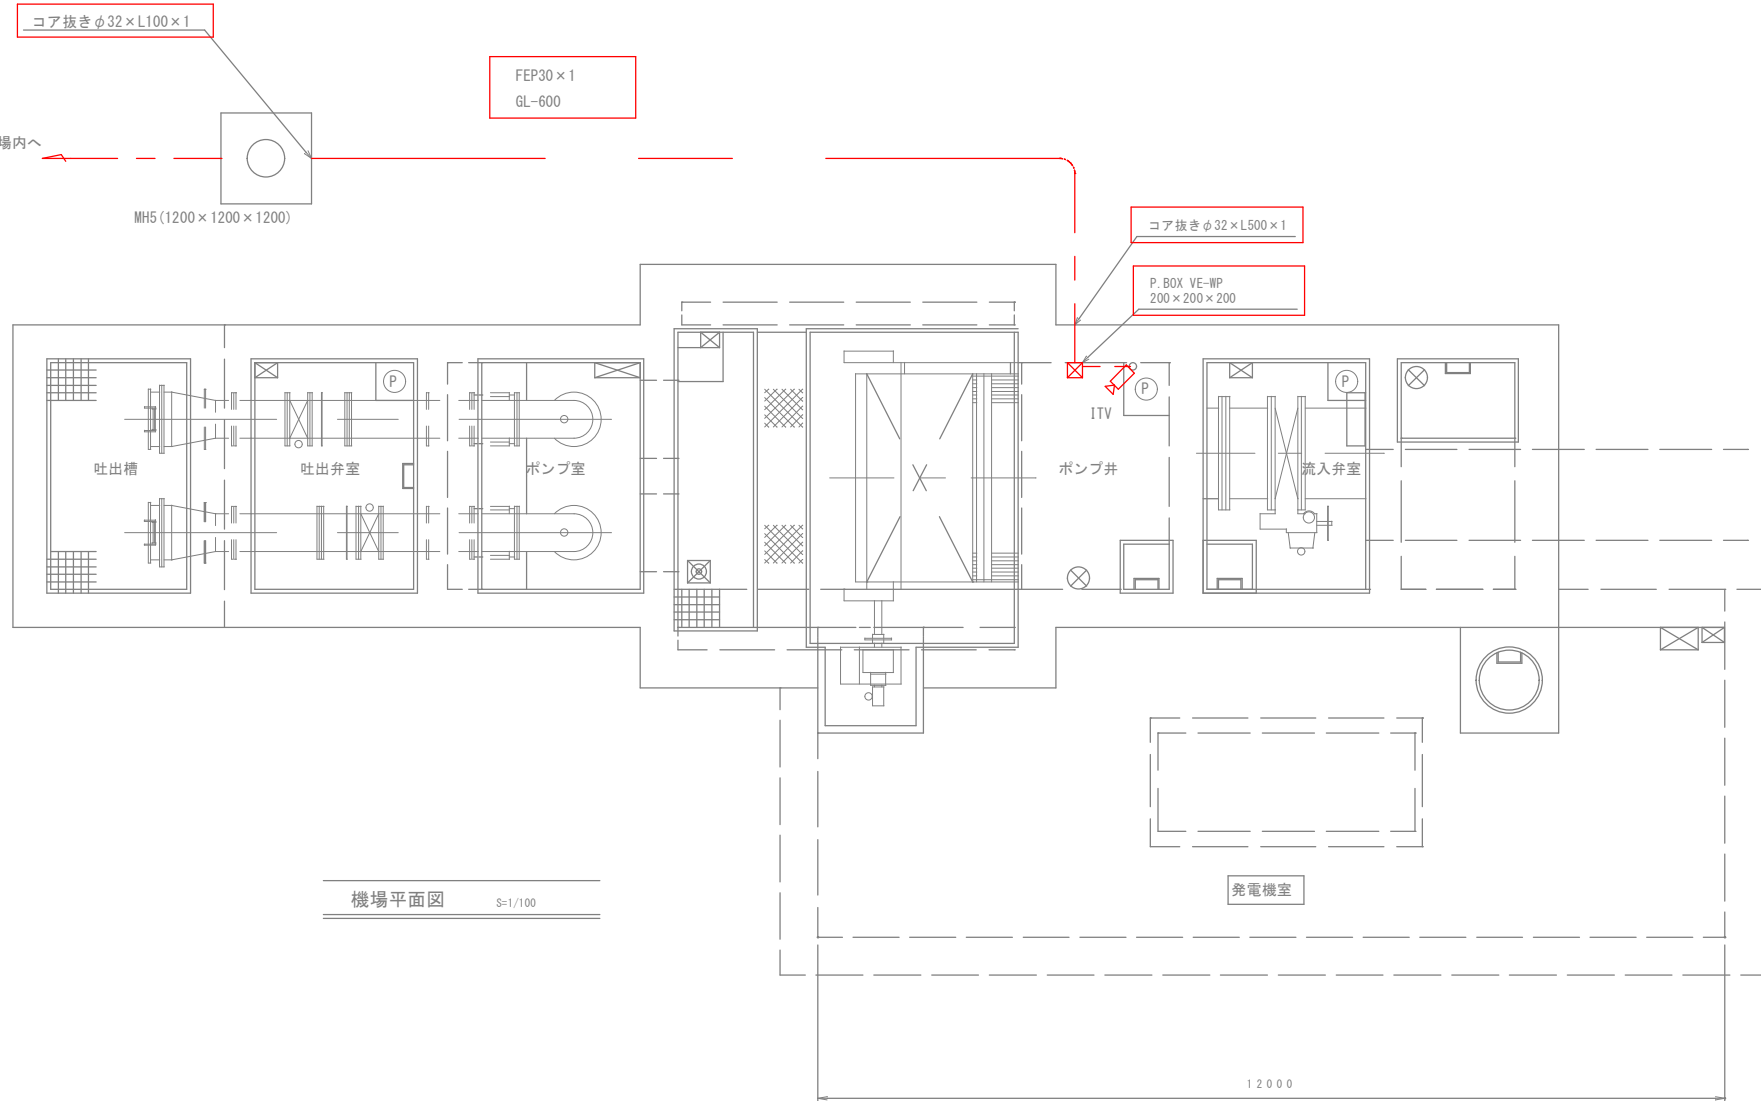 コア抜きφ32×L100×1
FEP30×1
GL-600
場内へ
MH5(1200×1200×1200)
コア抜きφ32×L500×1
P.BOX VE-WP
200×200×200
P
P
P
ITV
吐出槽
吐出弁室
ポンプ室
ポンプ井
流入弁室
機場平面図 S=1/100
発電機室
12000